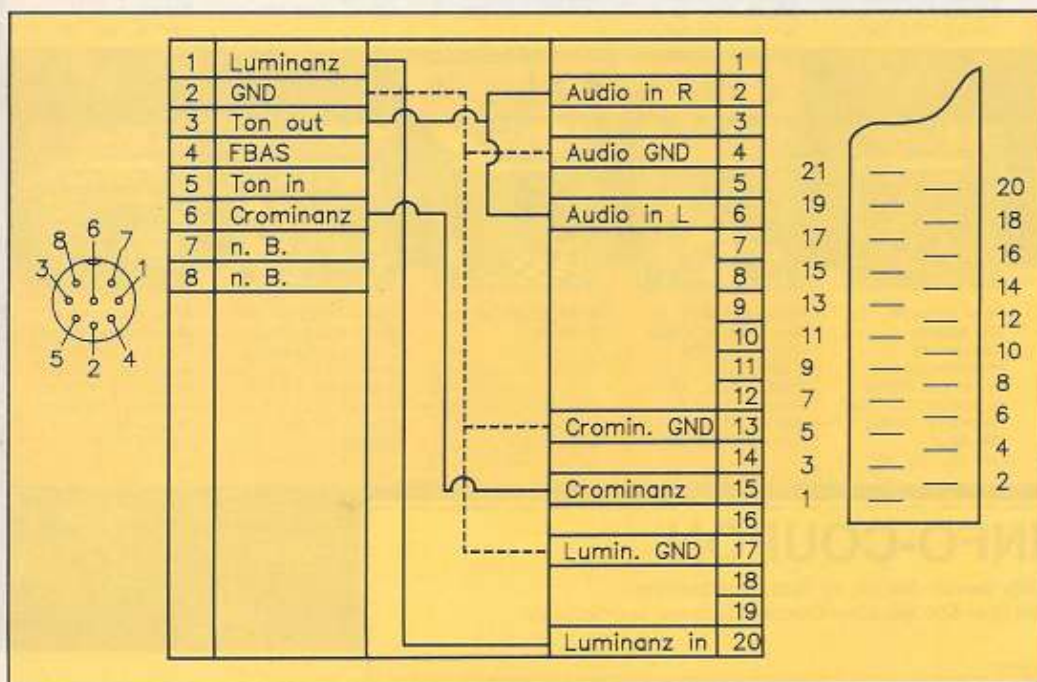 1 Luminanz
2 GND
3 Ton out
4 FBAS
5 Ton in
6 Crominanz
7 n. B.
8 n. B.
1
Audio in R 2
3
Audio GND 4
5
Audio in L 6
7
8
9
10
11
12
Cromin. GND 13
14
Crominanz 15
16
Lumin. GND 17
18
19
Luminanz in 20
6
8 7
3 1
5 4
2
21
20
19
18
17
16
15
14
13
12
11
10
9
8
7
6
5
4
3
2
1